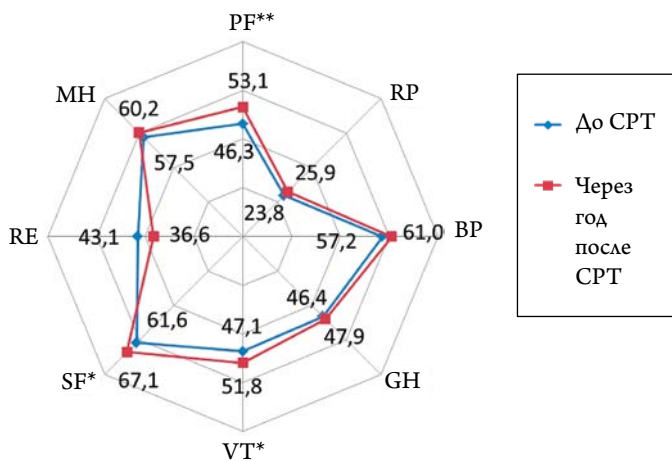 PF**
53,1
MH
60,2
RP
46,3
57,5
25,9
23,8
RE
43,1
36,6
57,2
61,0
BP
46,4
61,6
47,1
47,9
SF*
67,1
51,8
GH
VT*
До СРТ
Через
год
после
СРТ